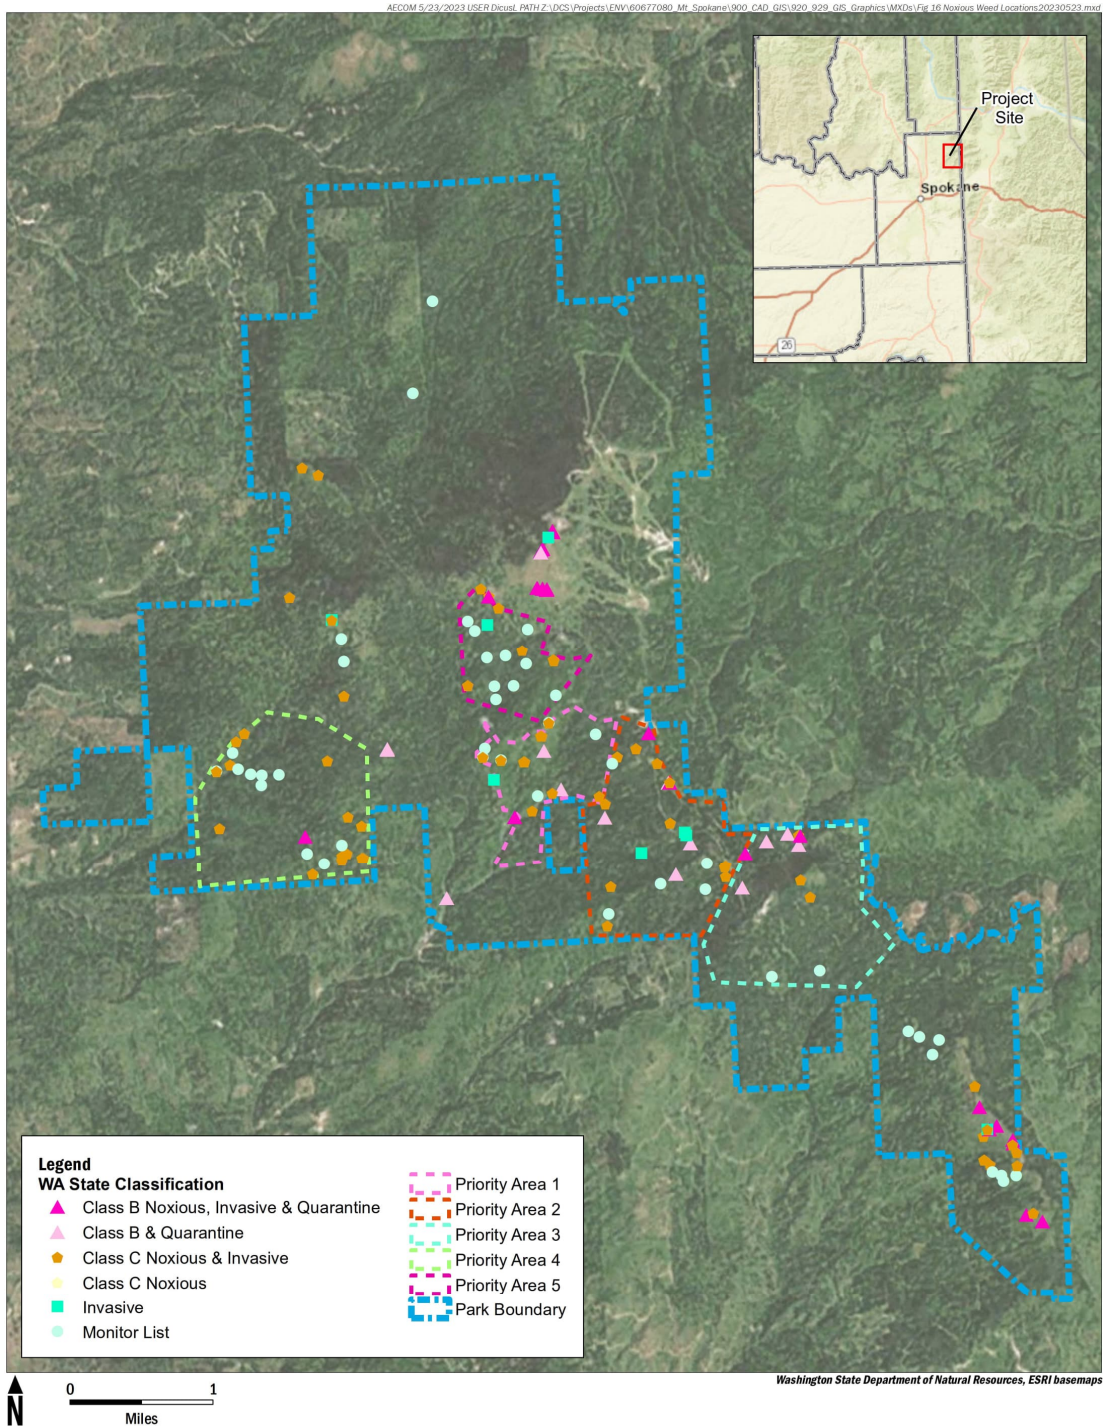 AECOM 5/23/2023 USER DicusL PATH Z:\DCS\Projects\ENV\60677080_Mt_Spokane\900_CAD_GIS\920_929_GIS_Graphics\MXDs\Fig 16 Noxious Weed Locations20230523.mxd
Project
Site
Spokane
26
Legend
WA State Classification
Class B Noxious, Invasive & Quarantine
Class B & Quarantine
Class C Noxious & Invasive
Class C Noxious
Invasive
Monitor List
Priority Area 1
Priority Area 2
Priority Area 3
Priority Area 4
Priority Area 5
Park Boundary
N
0 1
Miles
Washington State Department of Natural Resources, ESRI basemaps